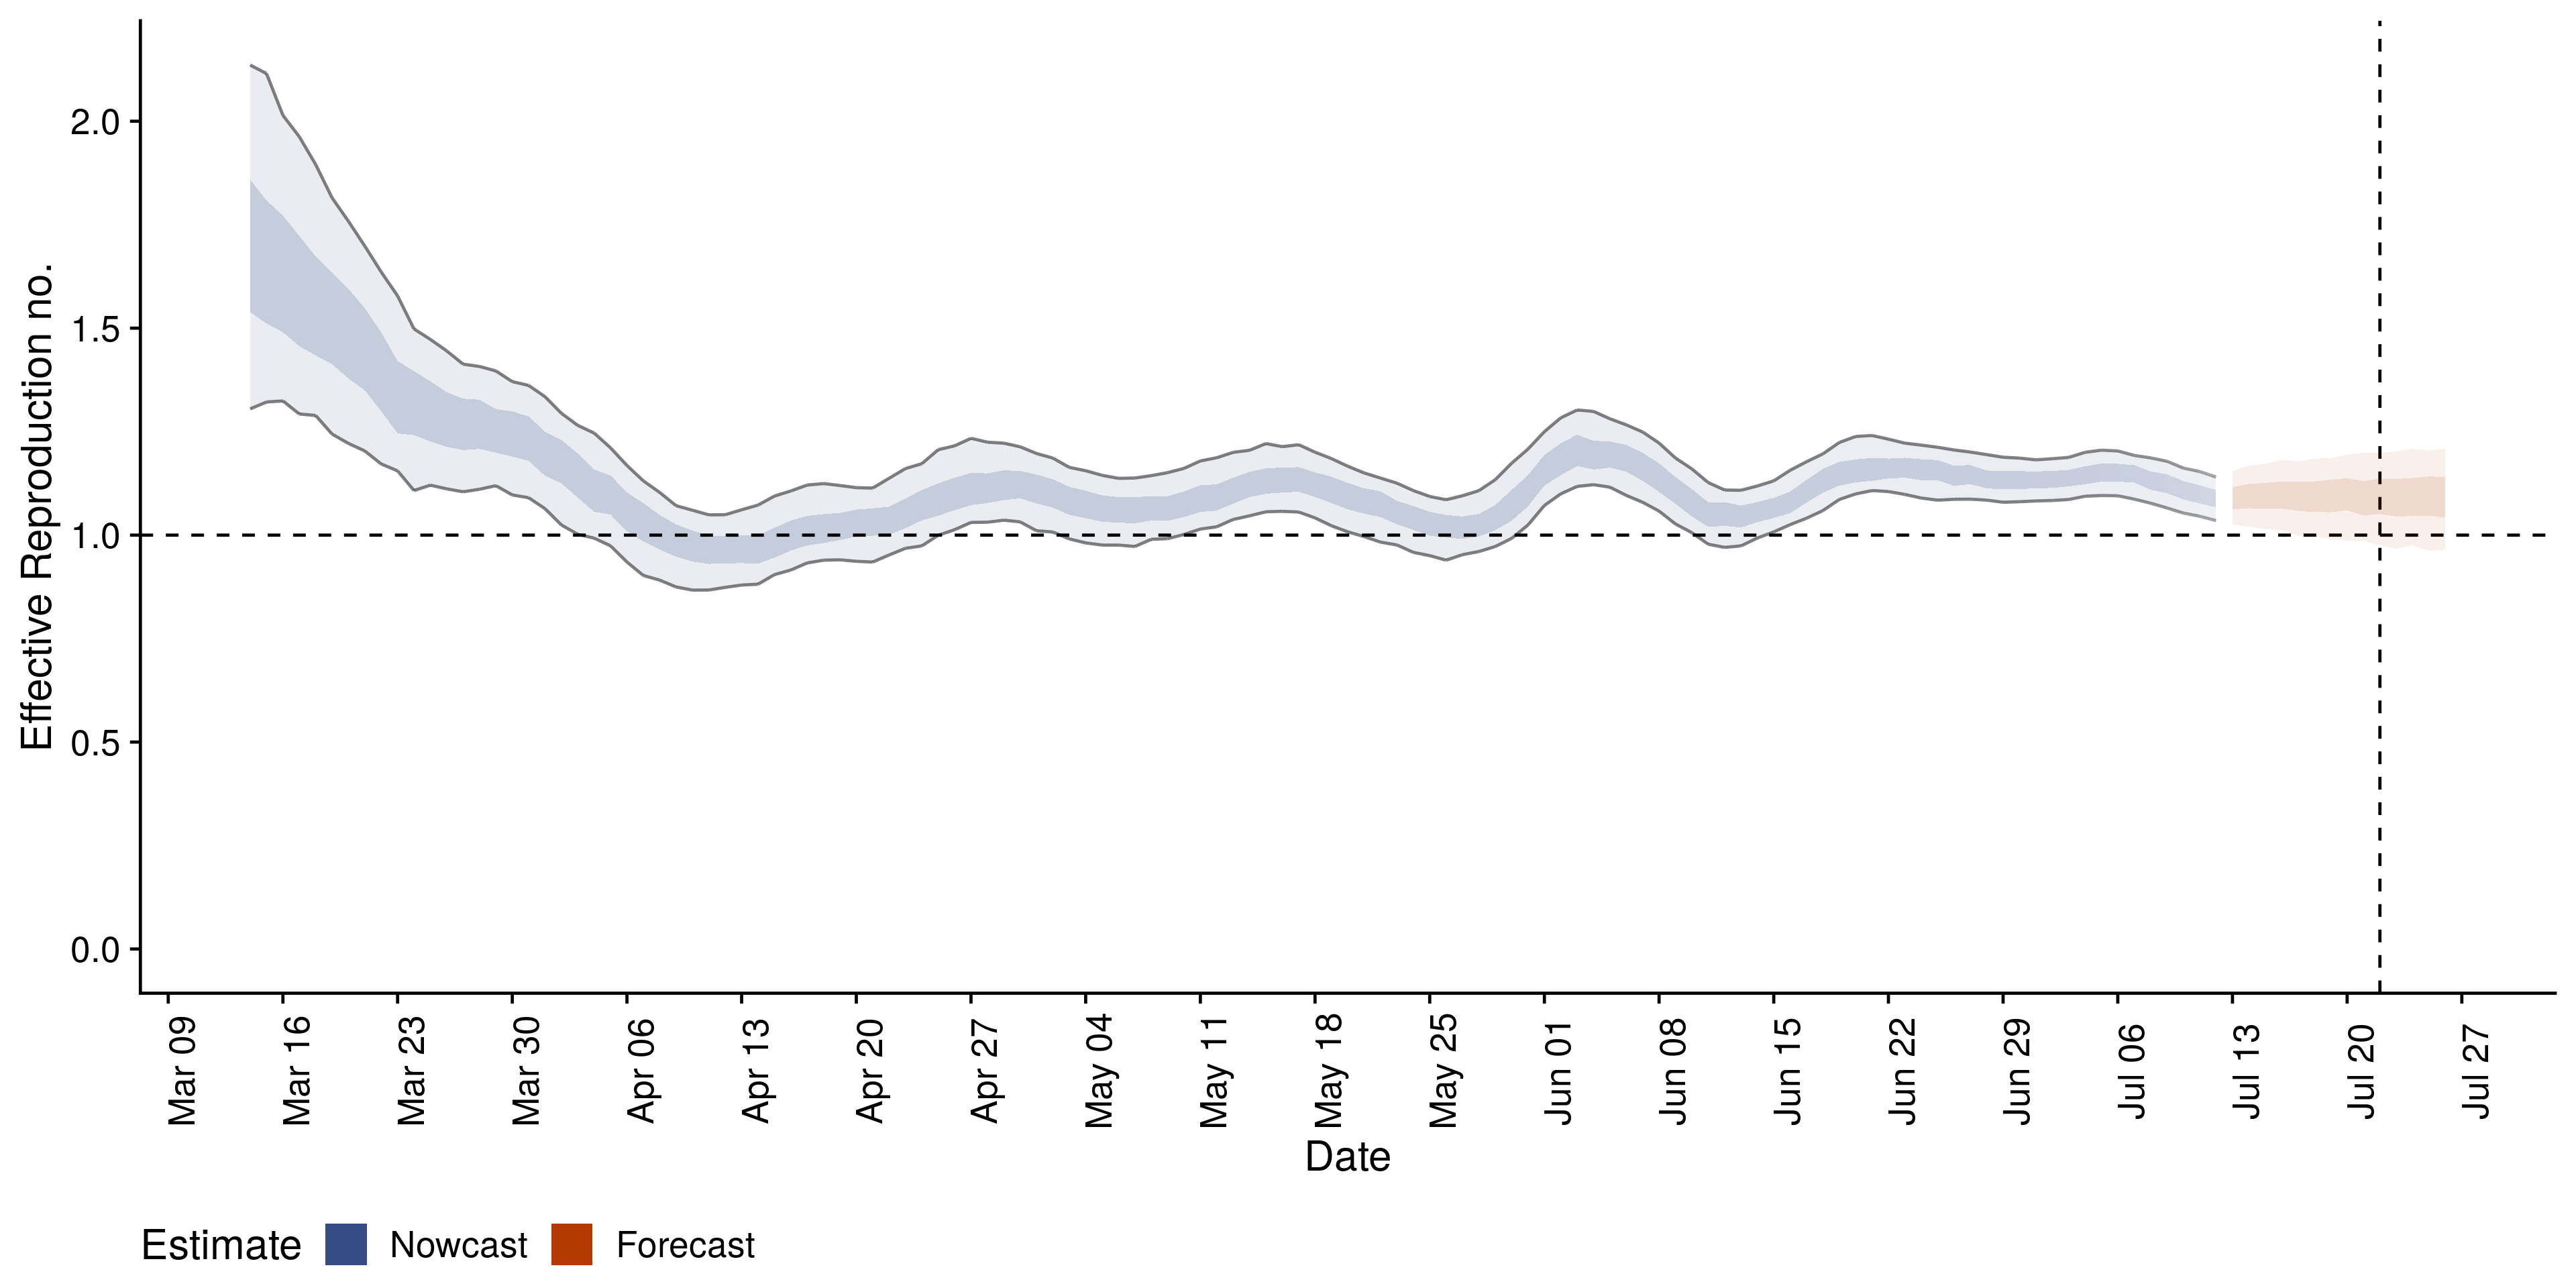 Effective Reproduction no.
2.0
1.5
1.0
0.5
0.0
Mar 09
Mar 16
Mar 23
Mar 30
Apr 06
Apr 13
Apr 20
Apr 27
May 04
May 11
May 18
May 25
Jun 01
Jun 08
Jun 15
Jun 22
Jun 29
Jul 06
Jul 13
Jul 20
Jul 27
Date
Estimate Nowcast Forecast